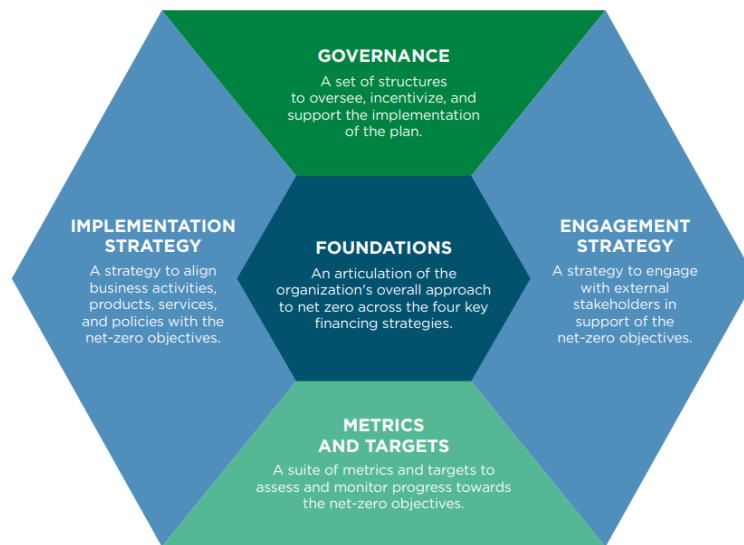 GOVERNANCE
A set of structures
to oversee, incentivize, and
support the implementation
of the plan.
IMPLEMENTATION
STRATEGY
A strategy to align
business activities,
products, services,
and policies with the
net-zero objectives.
FOUNDATIONS
An articulation of the
organization's overall approach
to net zero across the four key
financing strategies.
ENGAGEMENT
STRATEGY
A strategy to engage
with external
stakeholders in
support of the
net-zero objectives.
METRICS
AND TARGETS
A suite of metrics and targets to
assess and monitor progress towards
the net-zero objectives.